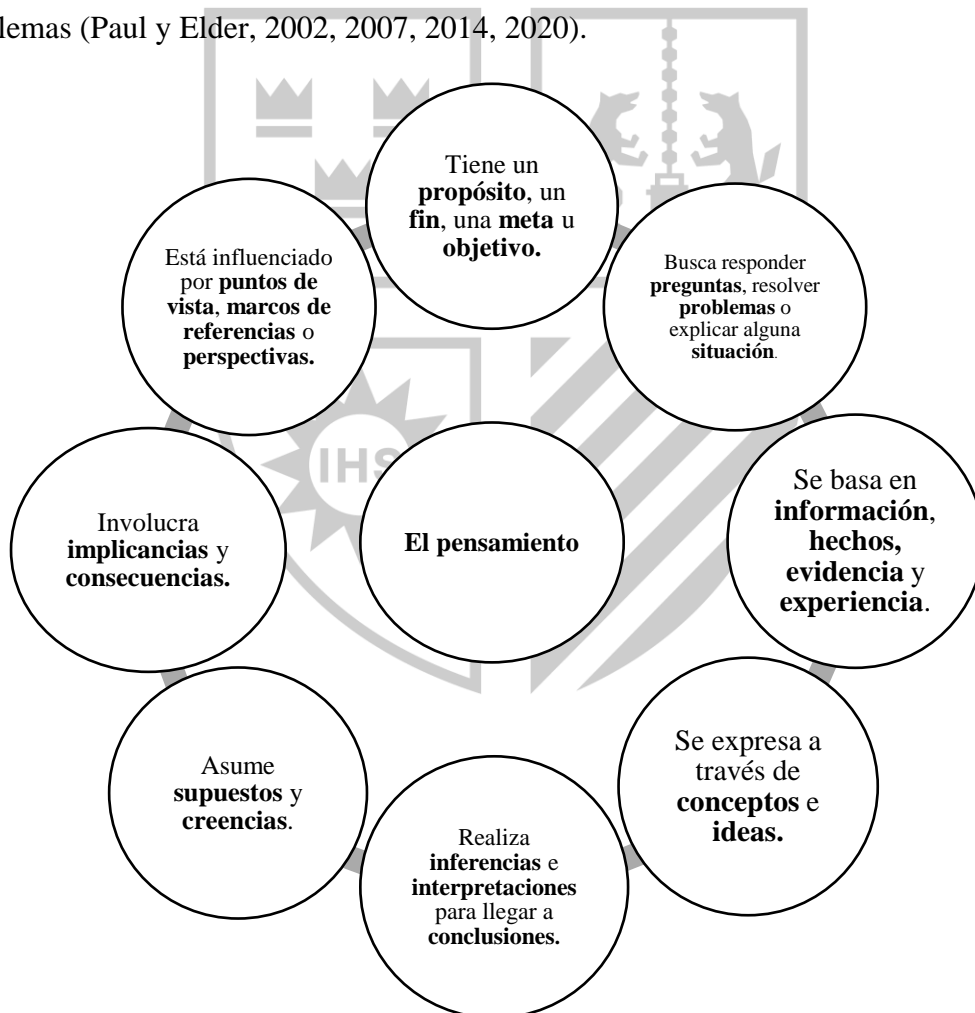 lemas (Paul y Elder, 2002, 2007, 2014, 2020).
Tiene un
propósito, un
fin, una meta u
objetivo.
Busca responder
preguntas, resolver
problemas o
explicar alguna
situación.
Se basa en
información,
hechos,
evidencia y
experiencia.
Se expresa a
través de
conceptos e
ideas.
Realiza
inferencias e
interpretaciones
para llegar a
conclusiones.
Asume
supuestos y
creencias.
Involucra
implicancias y
consecuencias.
Está influenciado
por puntos de
vista, marcos de
referencias o
perspectivas.
El pensamiento
IHS